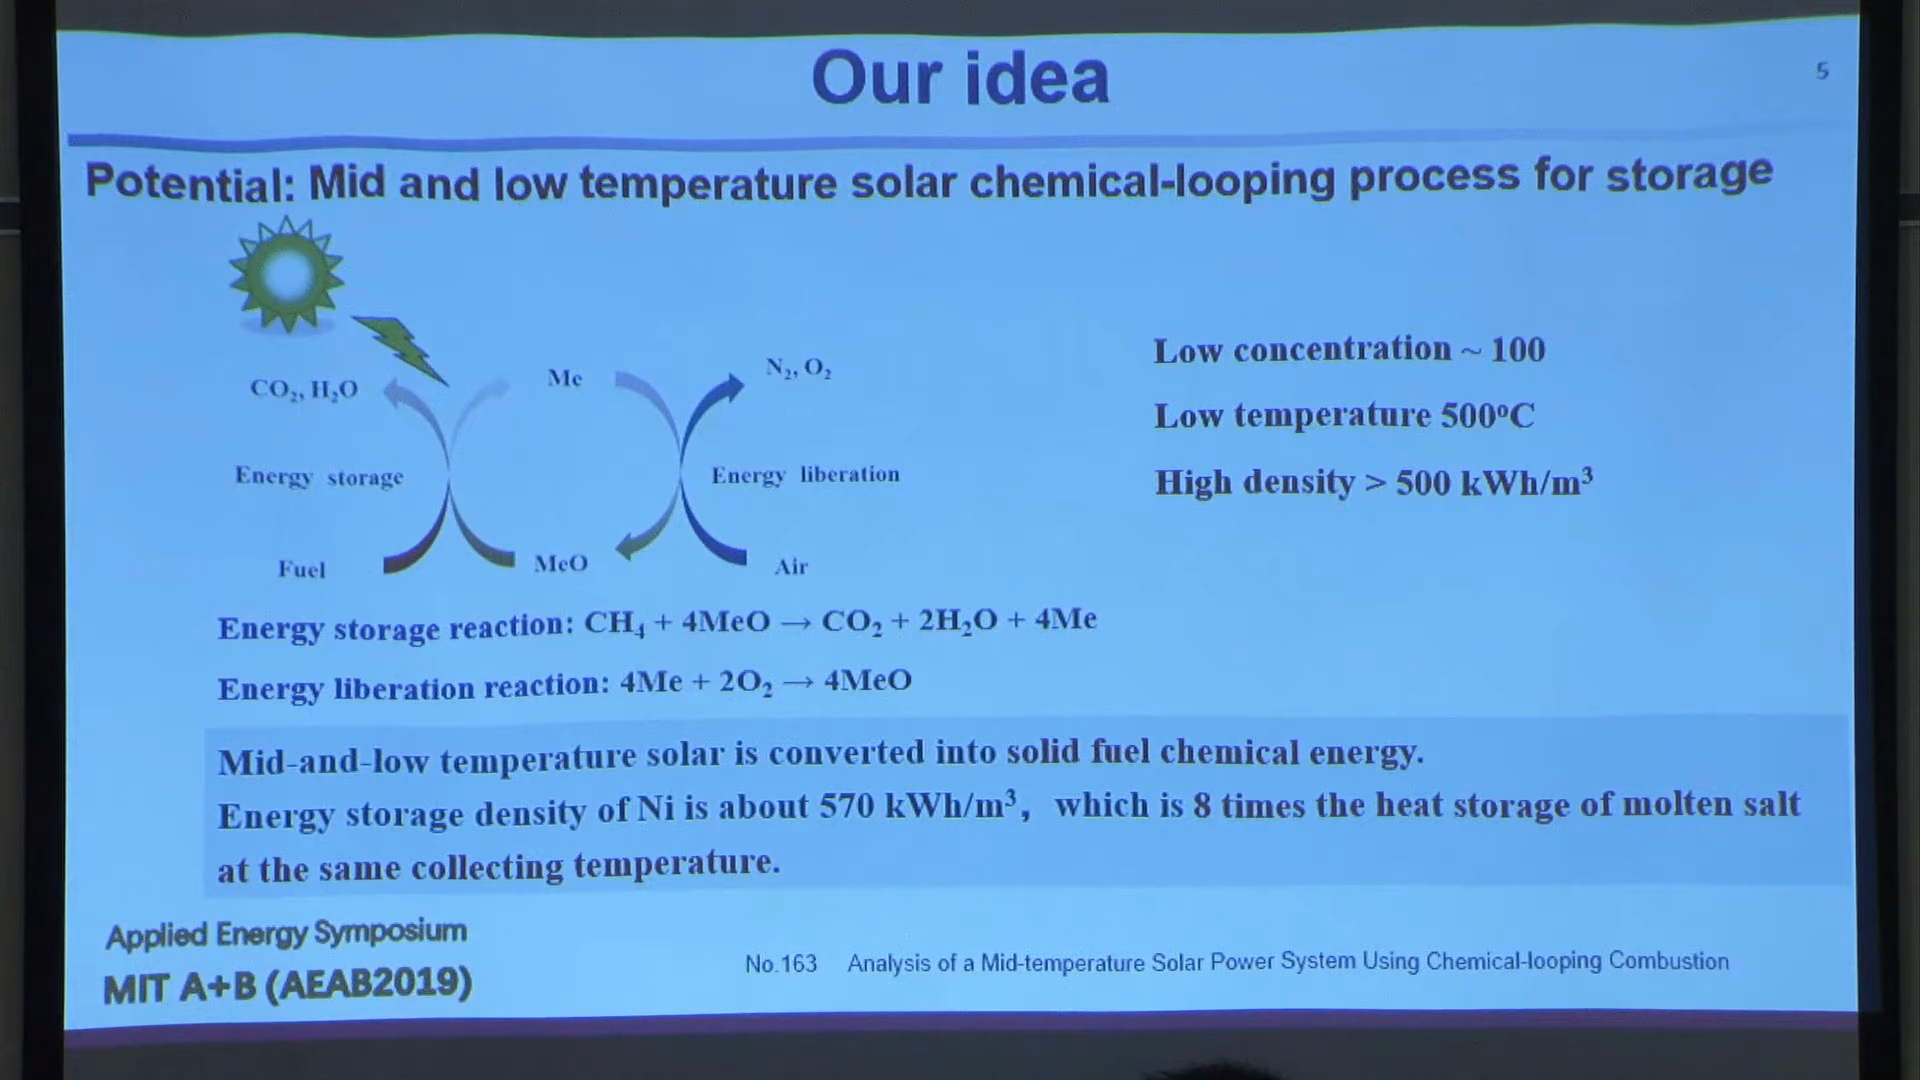 Our idea
5
Potential: Mid and low temperature solar chemical-looping process for storage
CO₂, H₂O
Me
N₂, O₂
Energy storage
Energy liberation
Fuel
MeO
Air
Low concentration ~ 100
Low temperature 500ºC
High density > 500 kWh/m³
Energy storage reaction: CH₄ + 4MeO → CO₂ + 2H₂O + 4Me
Energy liberation reaction: 4Me + 2O₂ → 4MeO
Mid-and-low temperature solar is converted into solid fuel chemical energy.
Energy storage density of Ni is about 570 kWh/m³, which is 8 times the heat storage of molten salt
at the same collecting temperature.
Applied Energy Symposium
MIT A+B (AEAB2019)
No.163 Analysis of a Mid-temperature Solar Power System Using Chemical-looping Combustion